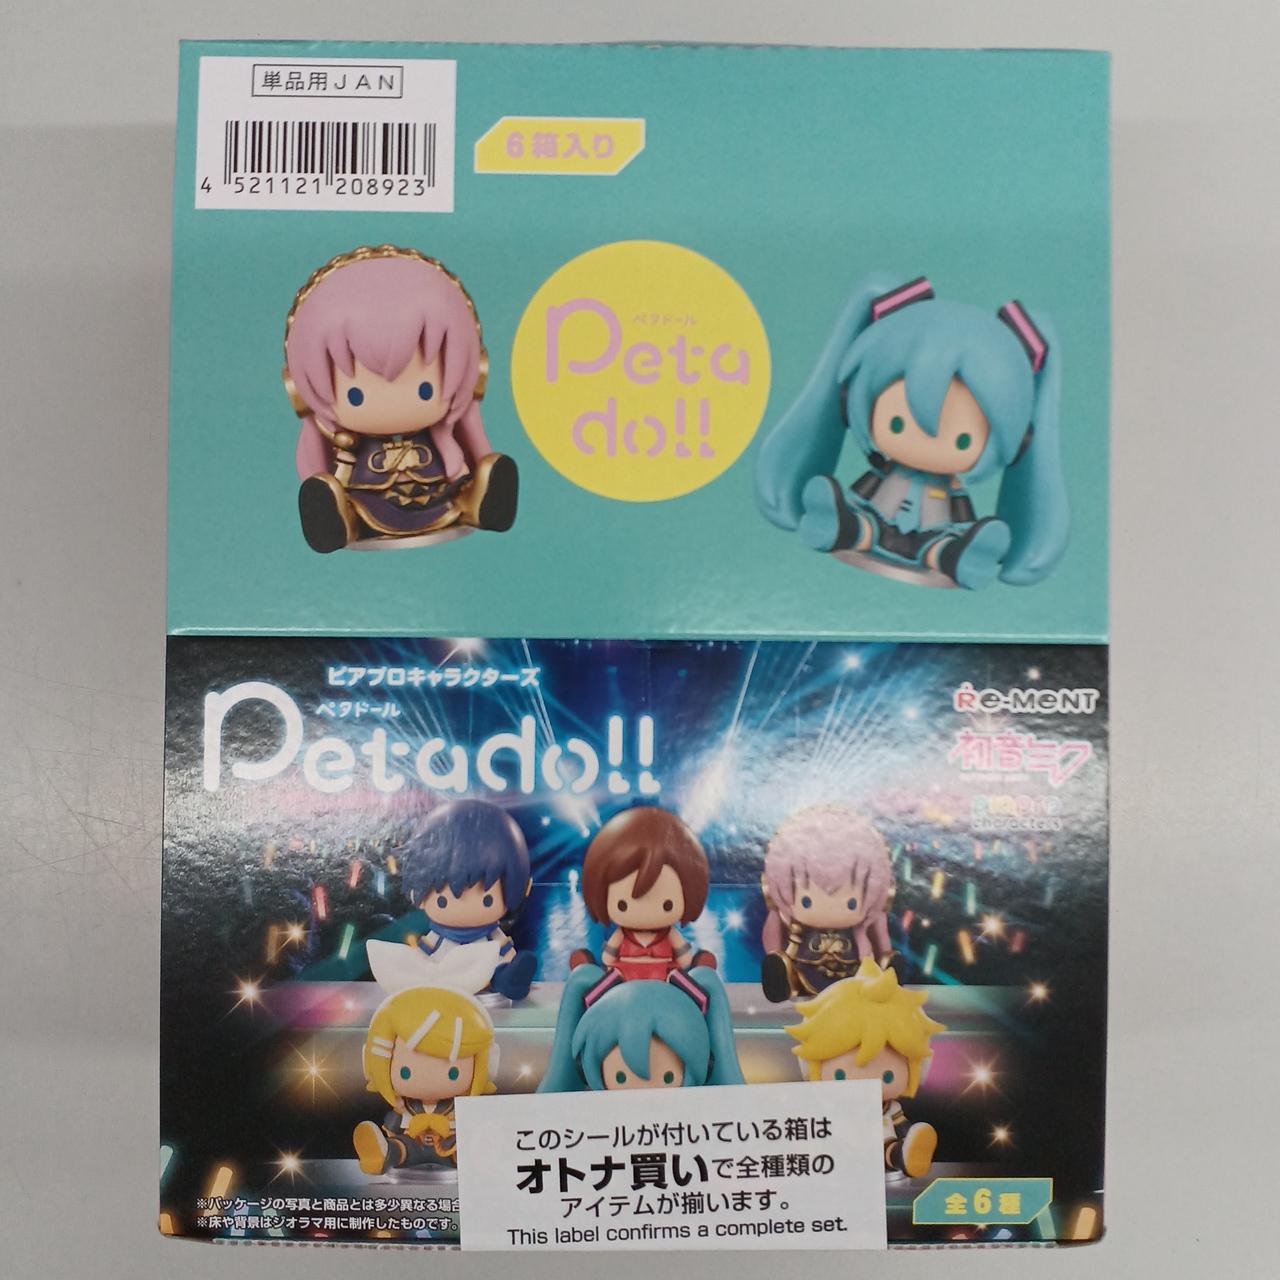 単品用JAN
4 521121 208923
6箱入り
ペタドール
Peta
do!!
ピアプロキャラクターズ
ペタドール
Petado!!
Re-MeNT
初音ミク
piapro
characters
このシールが付いている箱は
オトナ買いで全種類の
アイテムが揃います。
This label confirms a complete set.
※パッケージの写真と商品とは多少異なる場合
※床や背景はジオラマ用に制作したものです。
全6種